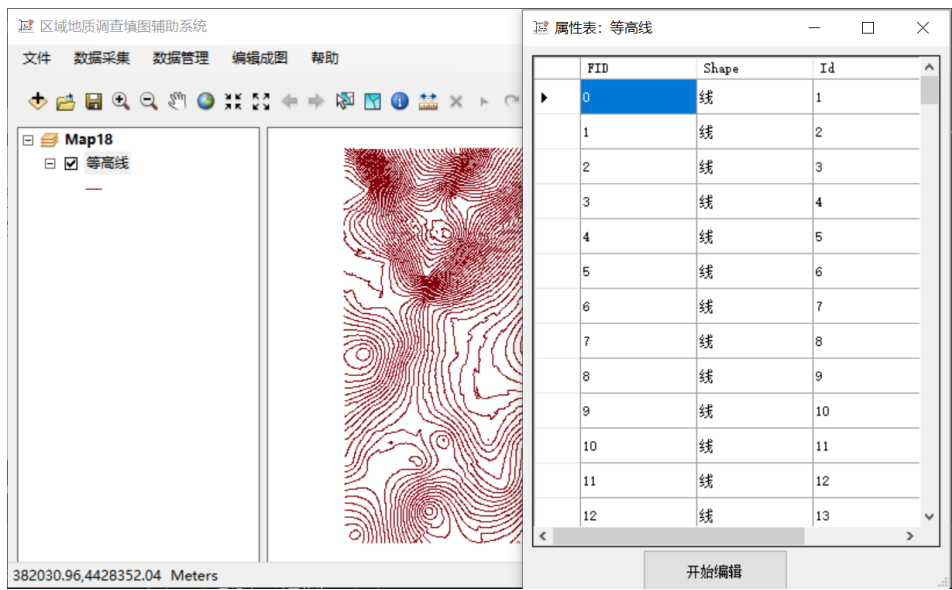 区域地质调查填图辅助系统
文件 数据采集 数据管理 编辑成图 帮助
Map18
等高线
382030.96,4428352.04 Meters
属性表：等高线
FID Shape Id
0 线 1
1 线 2
2 线 3
3 线 4
4 线 5
5 线 6
6 线 7
7 线 8
8 线 9
9 线 10
10 线 11
11 线 12
12 线 13
开始编辑